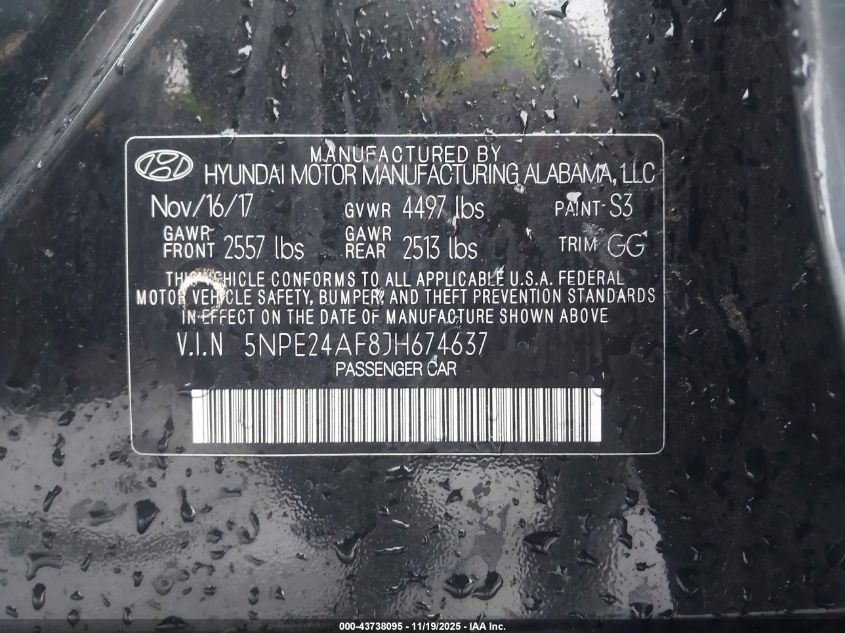 MANUFACTURED BY
HYUNDAI MOTOR MANUFACTURING ALABAMA, LLC
Nov/16/17 GVWR 4497 lbs PAINT S3
GAWR FRONT 2557 lbs GAWR REAR 2513 lbs TRIM GG
THIS VEHICLE CONFORMS TO ALL APPLICABLE U.S.A. FEDERAL
MOTOR VEHICLE SAFETY, BUMPER, AND THEFT PREVENTION STANDARDS
IN EFFECT ON THE DATE OF MANUFACTURE SHOWN ABOVE
V.I.N 5NPE24AF8JH674637
PASSENGER CAR
000-43738095 - 11/19/2025 - IAA Inc.